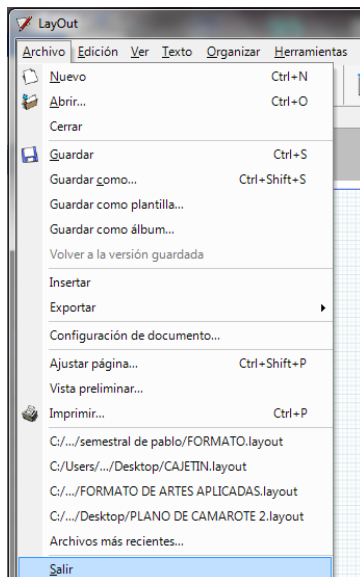 LayOut
Archivo Edición Ver Texto Organizar Herramientas
Nuevo Ctrl+N
Abrir... Ctrl+O
Cerrar
Guardar Ctrl+S
Guardar como... Ctrl+Shift+S
Guardar como plantilla...
Guardar como álbum...
Volver a la versión guardada
Insertar
Exportar
Configuración de documento...
Ajustar página... Ctrl+Shift+P
Vista preliminar...
Imprimir... Ctrl+P
C:/.../semestral de pablo/FORMATO.layout
C:/Users/.../Desktop/CAJETIN.layout
C:/.../FORMATO DE ARTES APLICADAS.layout
C:/.../Desktop/PLANO DE CAMAROTE 2.layout
Archivos más recientes...
Salir